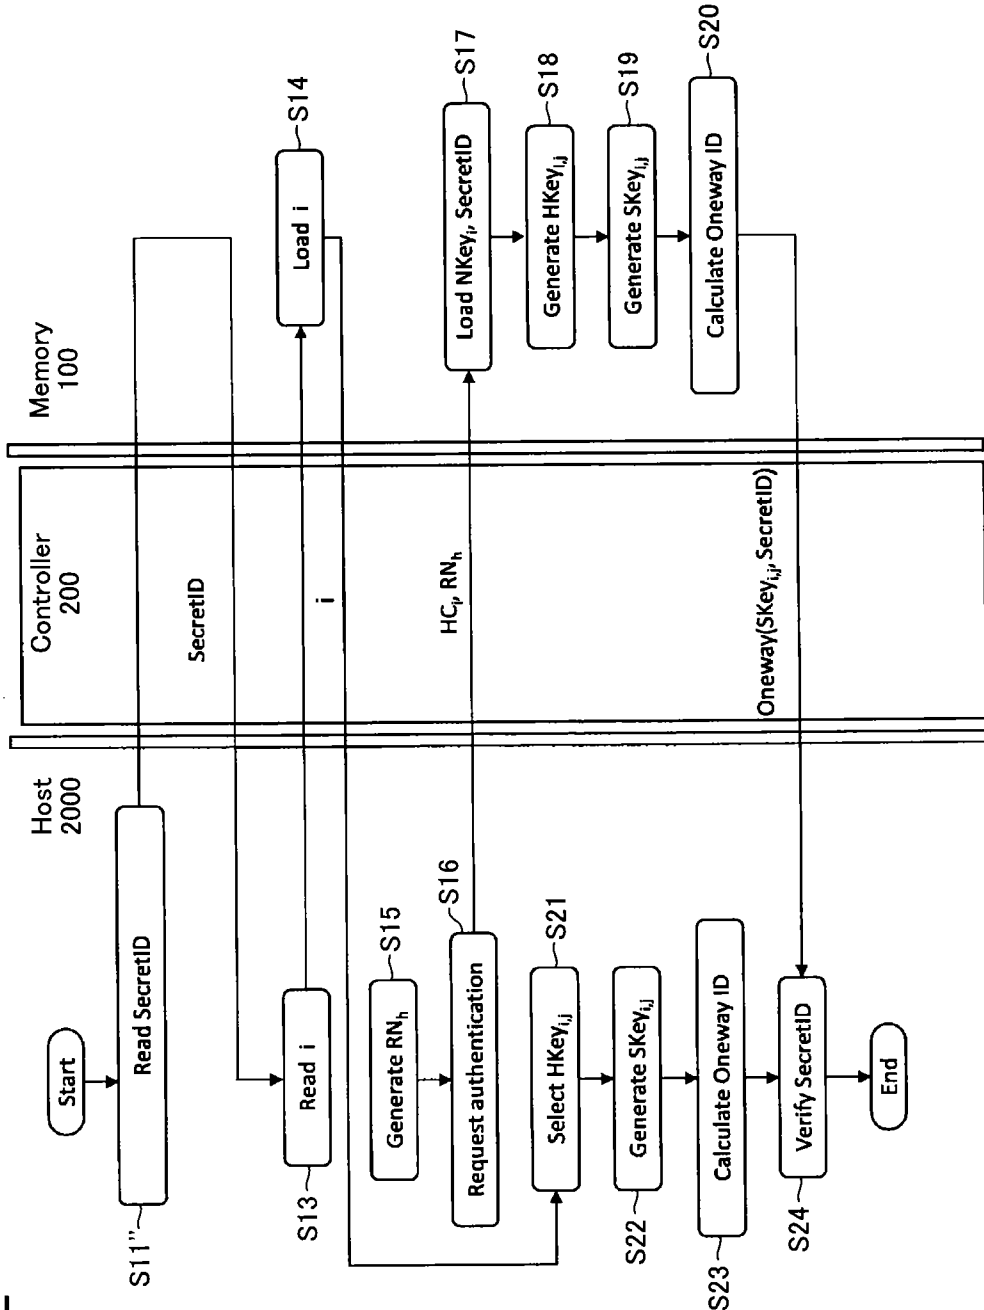 Host
2000
Controller
200
Memory
100
Start
Read SecretID
S11"
SecretID
Read i
S13
Load i
S14
i
Generate RNh
S15
Request authentication
S16
HCj, RNh
Load NKeyi, SecretID
S17
Generate HKeyi,j
S18
Generate SKeyi,j
S19
Calculate Oneway ID
S20
Select HKeyi,j
S21
Generate SKeyi,j
S22
Calculate Oneway ID
S23
Oneway(SKeyi,j, SecretID)
Verify SecretID
S24
End